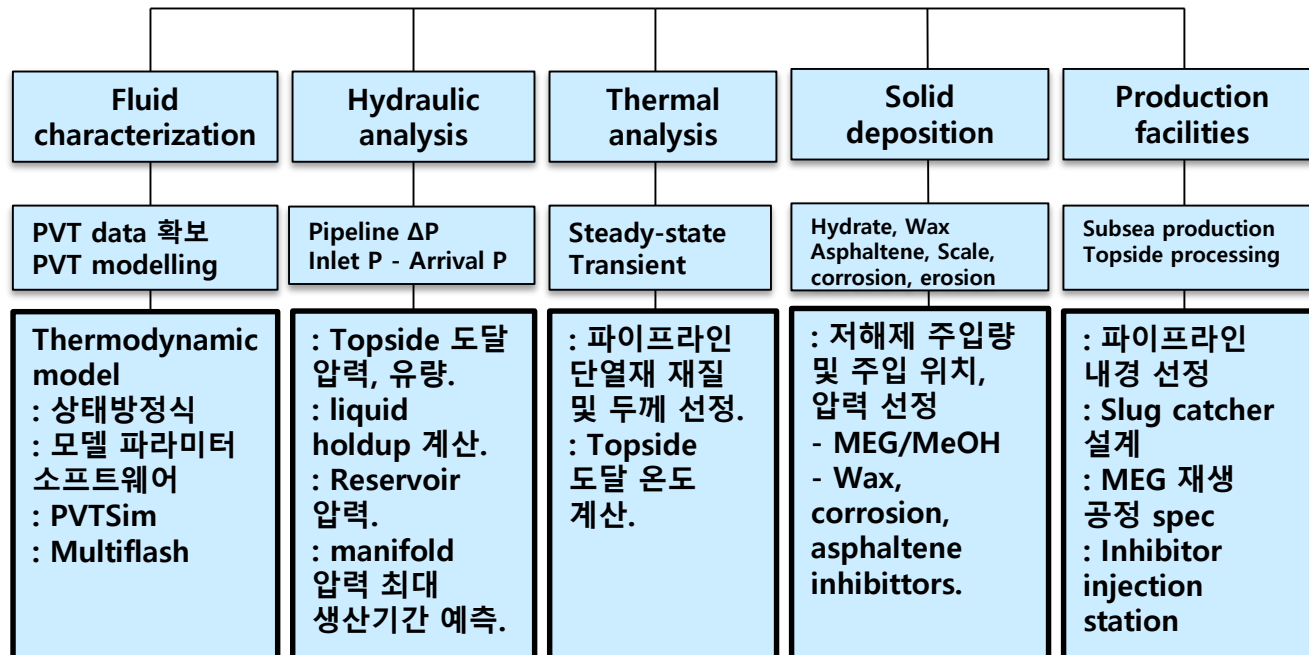 Fluid
characterization
Hydraulic
analysis
Thermal
analysis
Solid
deposition
Production
facilities
PVT data 확보
PVT modelling
Pipeline ΔP
Inlet P - Arrival P
Steady-state
Transient
Hydrate, Wax
Asphaltene, Scale,
corrosion, erosion
Subsea production
Topside processing
Thermodynamic
model
: 상태방정식
: 모델 파라미터
소프트웨어
: PVTSim
: Multiflash
: Topside 도달
압력, 유량.
: liquid
holdup 계산.
: Reservoir
압력.
: manifold
압력 최대
생산기간 예측.
: 파이프라인
단열재 재질
및 두께 선정.
: Topside
도달 온도
계산.
: 저해제 주입량
및 주입 위치,
압력 선정
- MEG/MeOH
- Wax,
corrosion,
asphaltene
inhibittors.
: 파이프라인
내경 선정
: Slug catcher
설계
: MEG 재생
공정 spec
: Inhibitor
injection
station